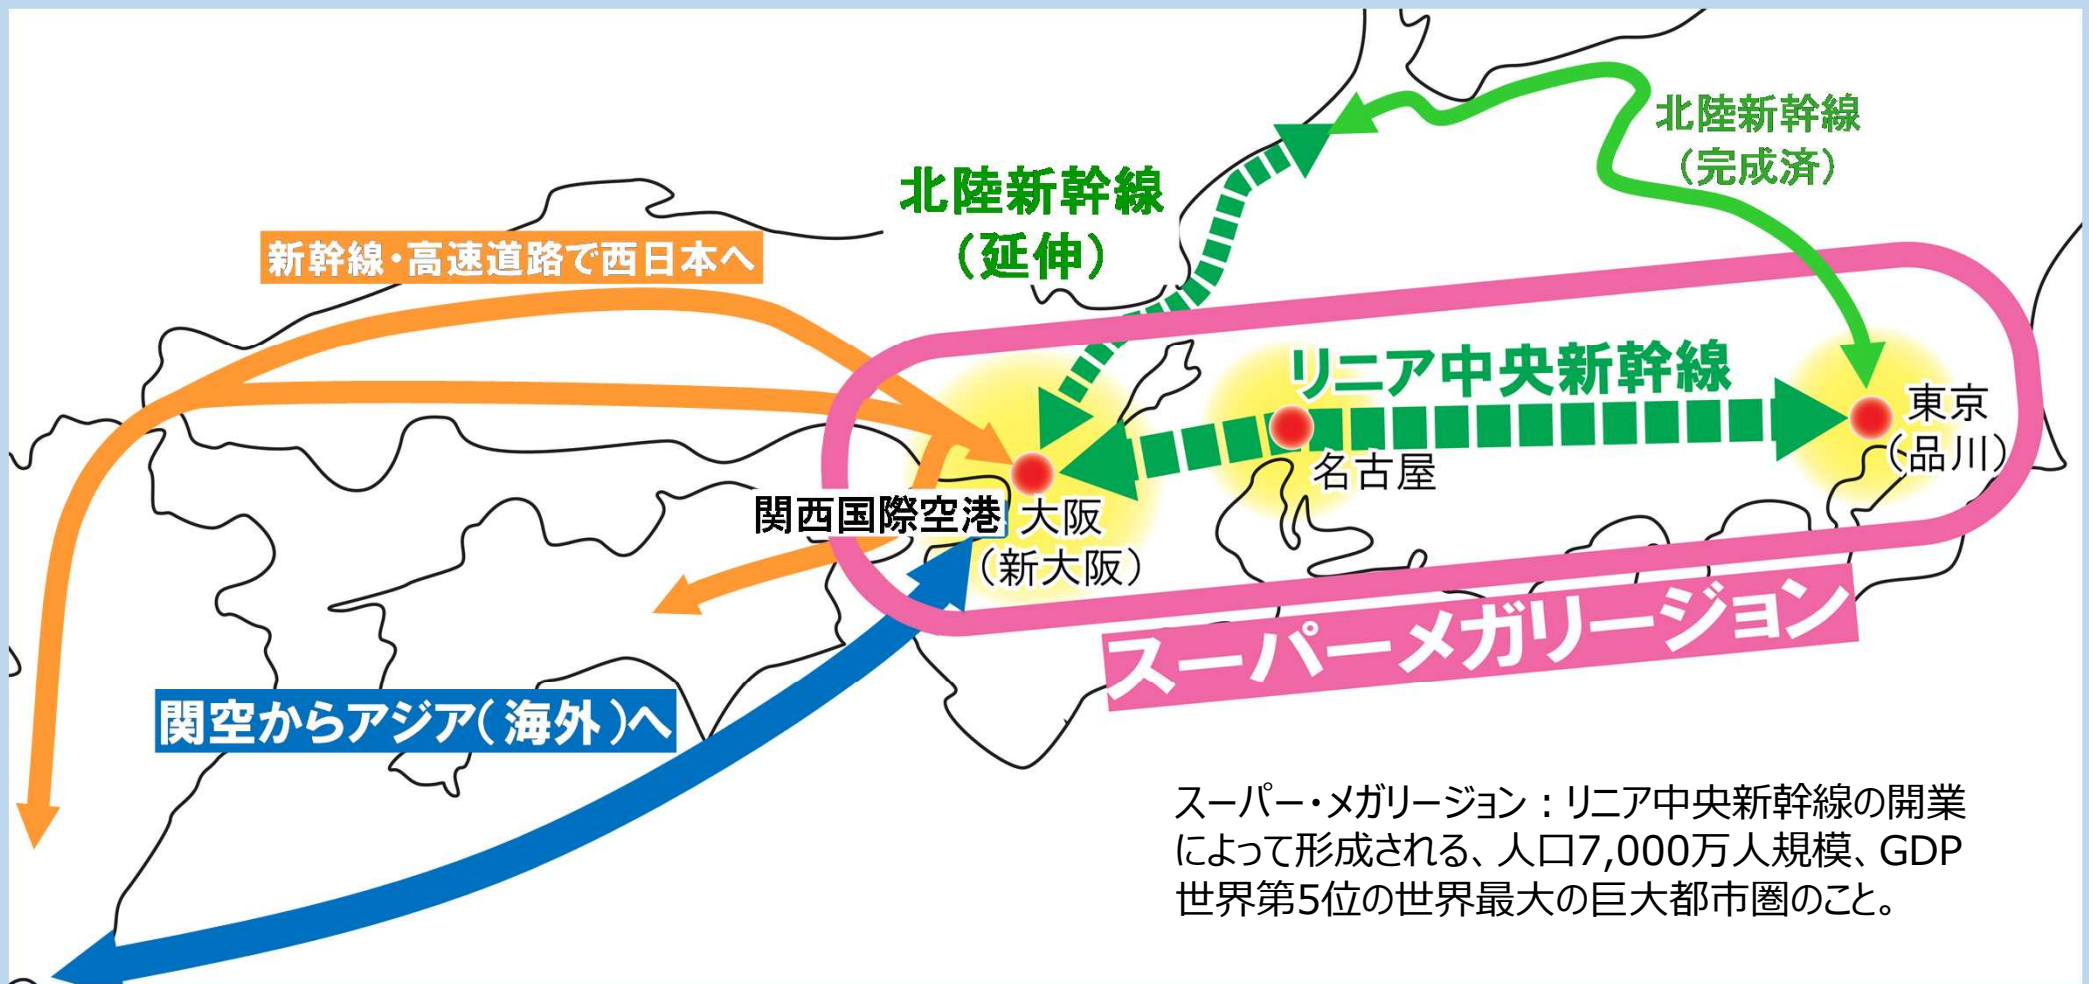 北陸新幹線
（完成済）
北陸新幹線
（延伸）
新幹線・高速道路で西日本へ
リニア中央新幹線
東京
（品川）
名古屋
関西国際空港
大阪
（新大阪）
スーパーメガリージョン
関空からアジア（海外）へ
スーパー・メガリージョン：リニア中央新幹線の開業
によって形成される、人口7,000万人規模、GDP
世界第5位の世界最大の巨大都市圏のこと。